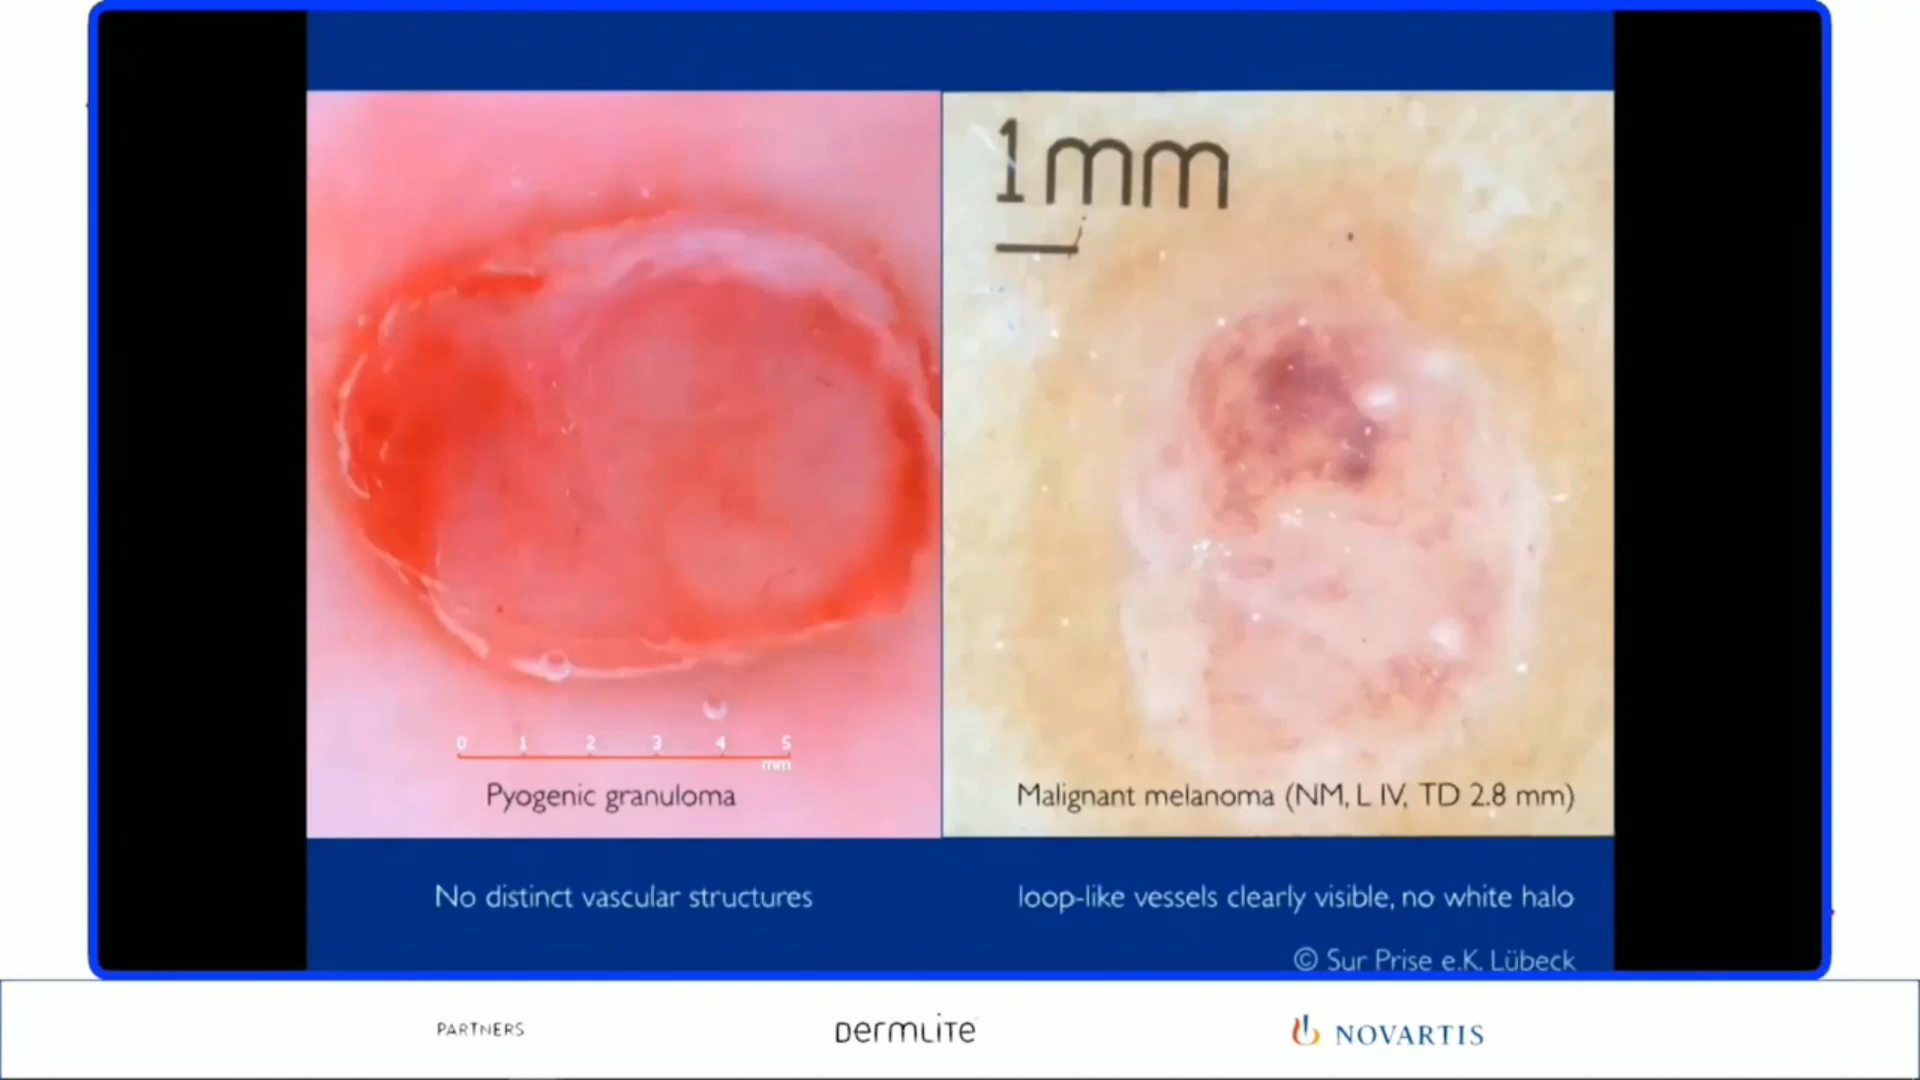 1mm
0 1 2 3 4 5
mm
Pyogenic granuloma
Malignant melanoma (NM, L IV, TD 2.8 mm)
No distinct vascular structures
loop-like vessels clearly visible, no white halo
© Sur Prise e.K. Lübeck
PARTNERS
DERMLITE
NOVARTIS